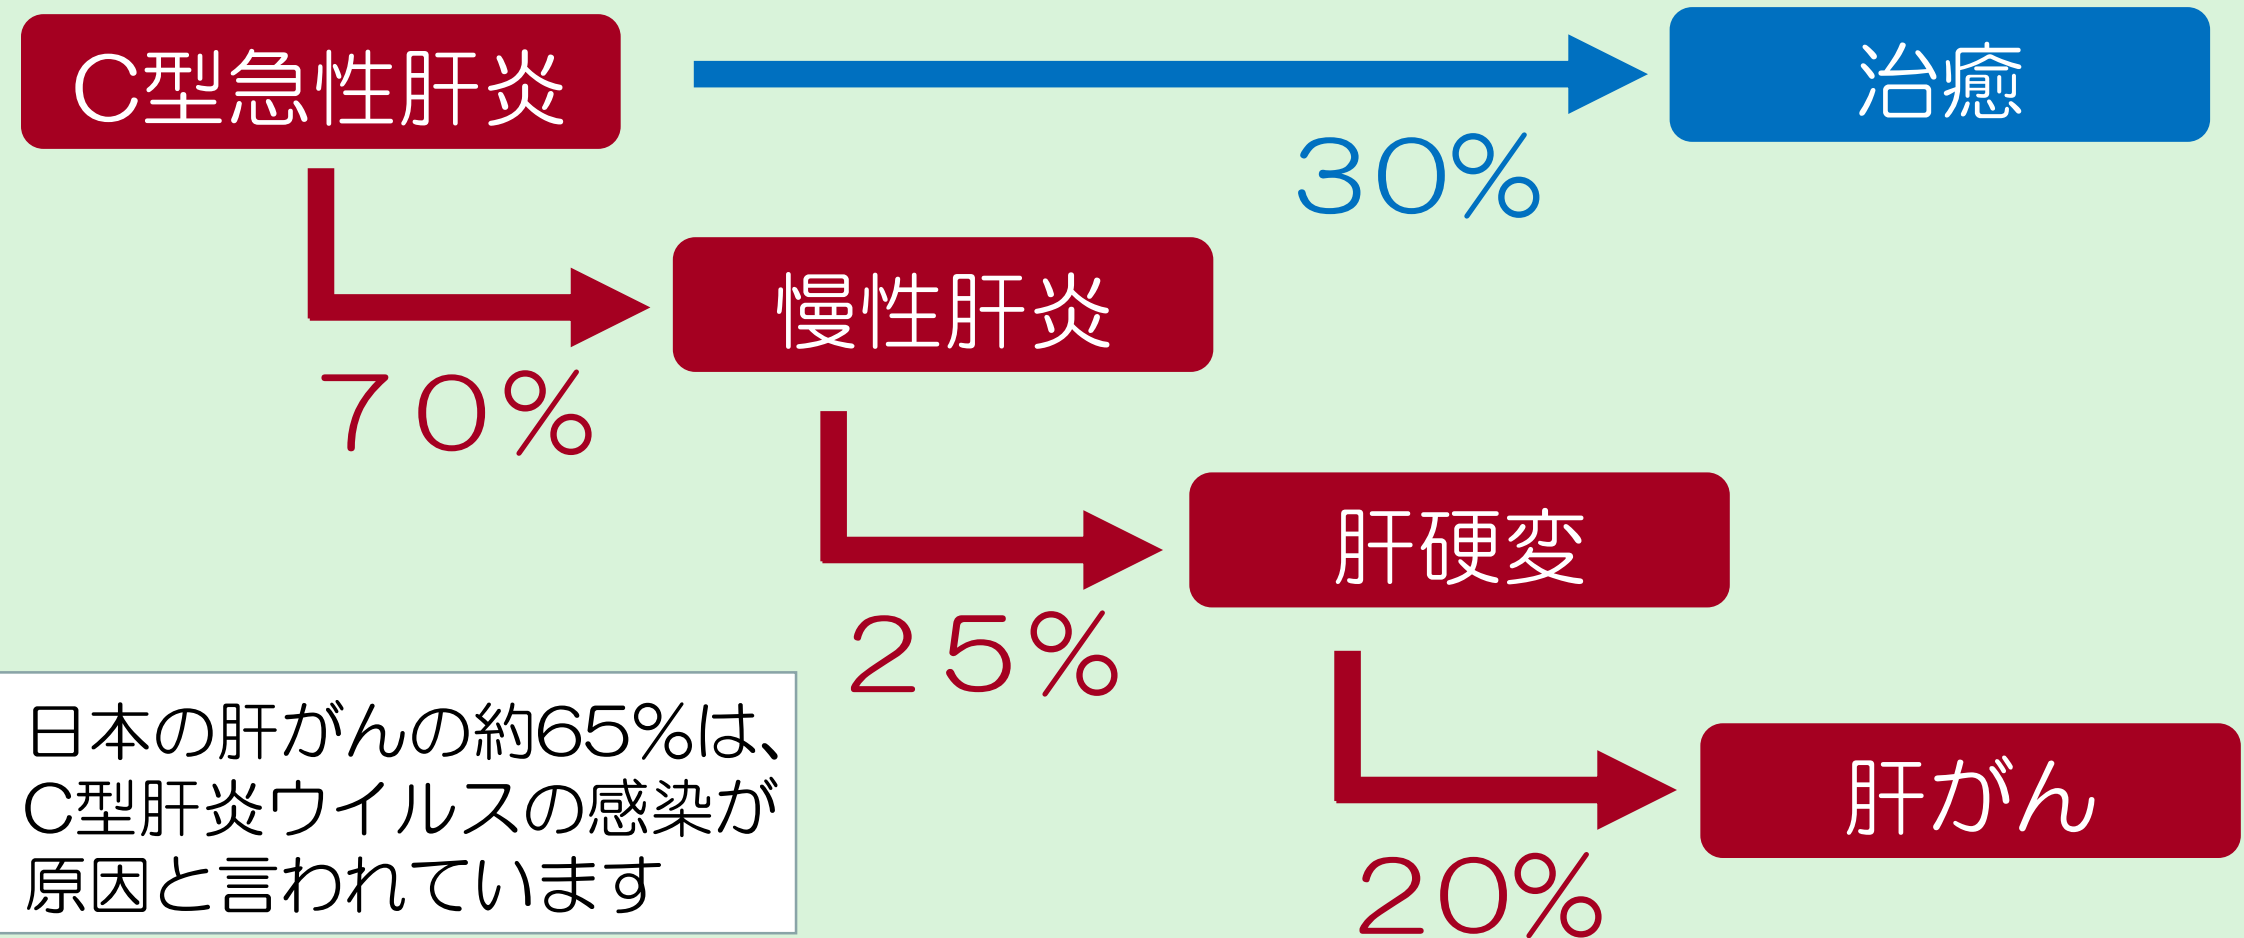 C型急性肝炎
治癒
30%
慢性肝炎
70%
肝硬変
25%
肝がん
20%
日本の肝がんの約65%は、
C型肝炎ウイルスの感染が
原因と言われています